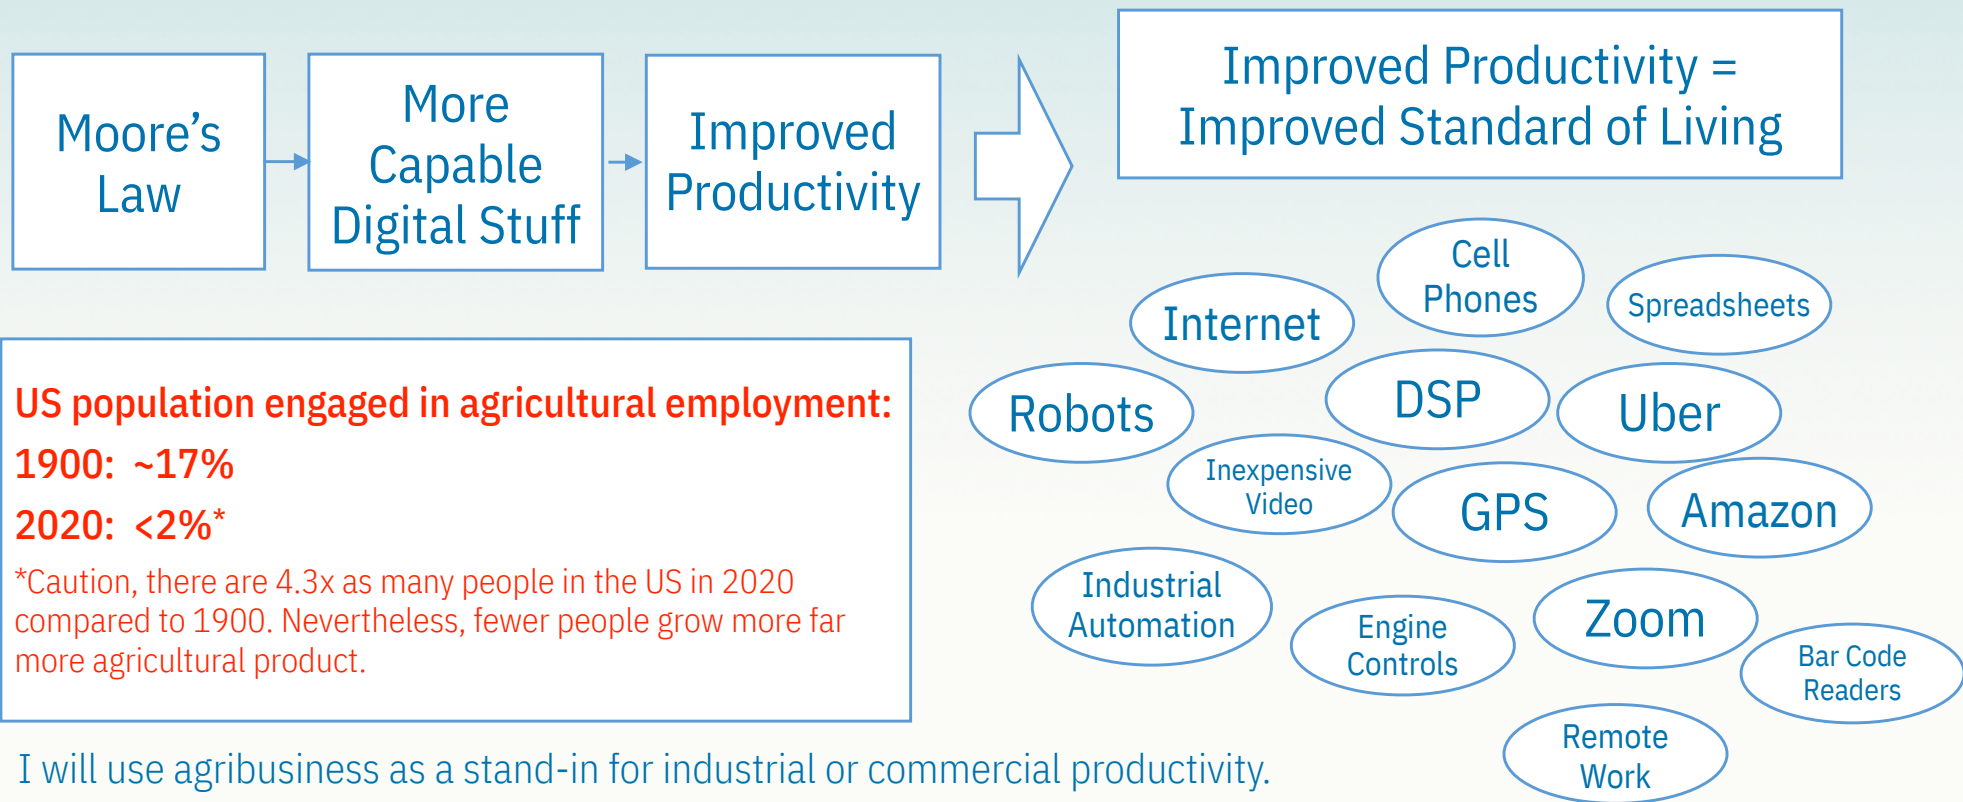 Moore’s
Law
More
Capable
Digital Stuff
Improved
Productivity
Improved Productivity =
Improved Standard of Living
US population engaged in agricultural employment:
1900: ~17%
2020: <2%*
*Caution, there are 4.3x as many people in the US in 2020
compared to 1900. Nevertheless, fewer people grow more far
more agricultural product.
Cell
Phones
Spreadsheets
Internet
DSP
Uber
Robots
Inexpensive
Video
GPS
Amazon
Industrial
Automation
Engine
Controls
Zoom
Bar Code
Readers
Remote
Work
I will use agribusiness as a stand-in for industrial or commercial productivity.